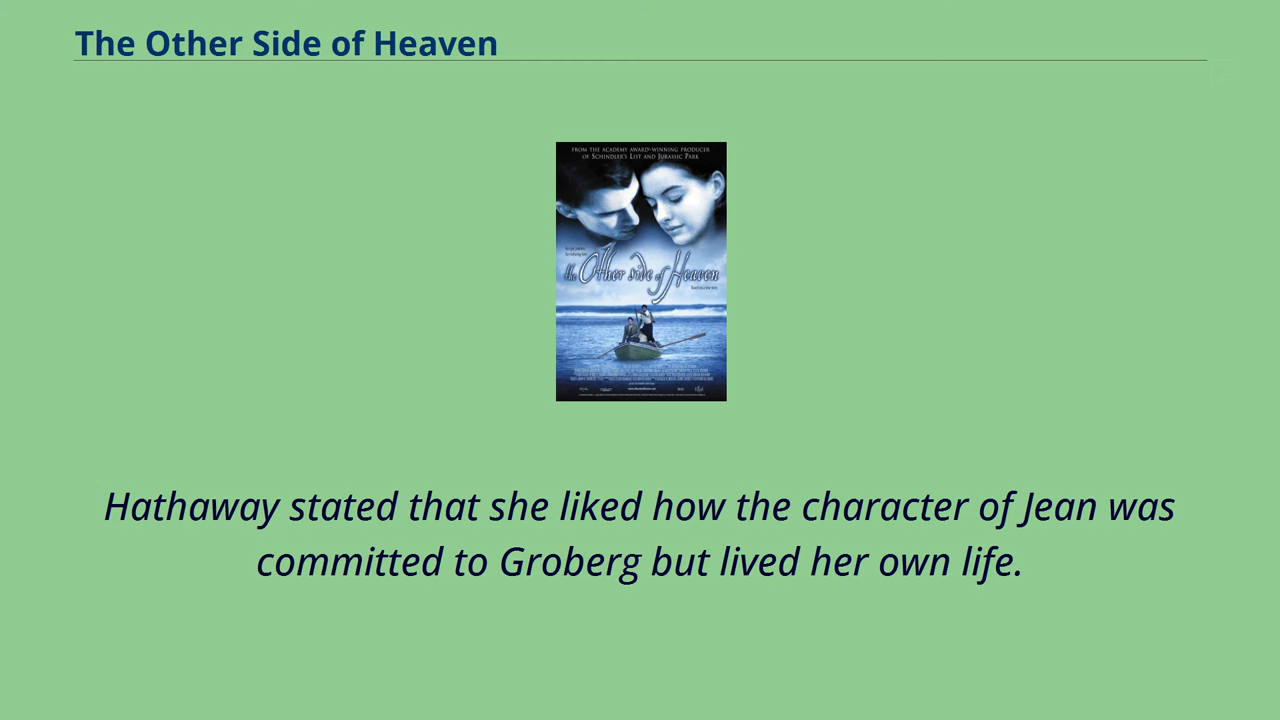 The Other Side of Heaven
FROM THE ACADEMY AWARD-WINNING PRODUCER
OF SCHINDLER'S LIST AND JURASSIC PARK
the Other side of Heaven
Hathaway stated that she liked how the character of Jean was
committed to Groberg but lived her own life.